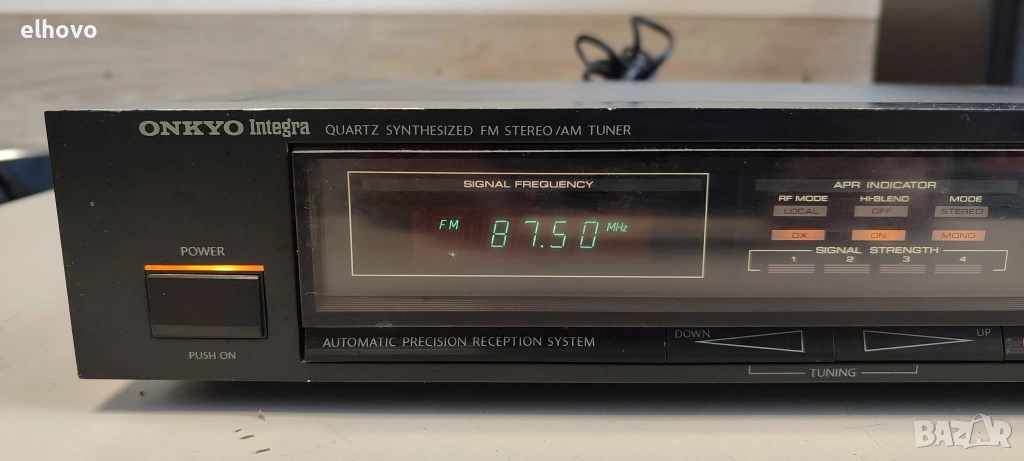 elhovo
ONKYO Integra QUARTZ SYNTHESIZED FM STEREO/AM TUNER
SIGNAL FREQUENCY
FM 87.50 MHz
APR INDICATOR
RF MODE HI-BLEND MODE
LOCAL OFF STEREO
DX ON MONO
SIGNAL STRENGTH
1 2 3 4
POWER
PUSH ON
AUTOMATIC PRECISION RECEPTION SYSTEM
DOWN UP
TUNING
BAZAR